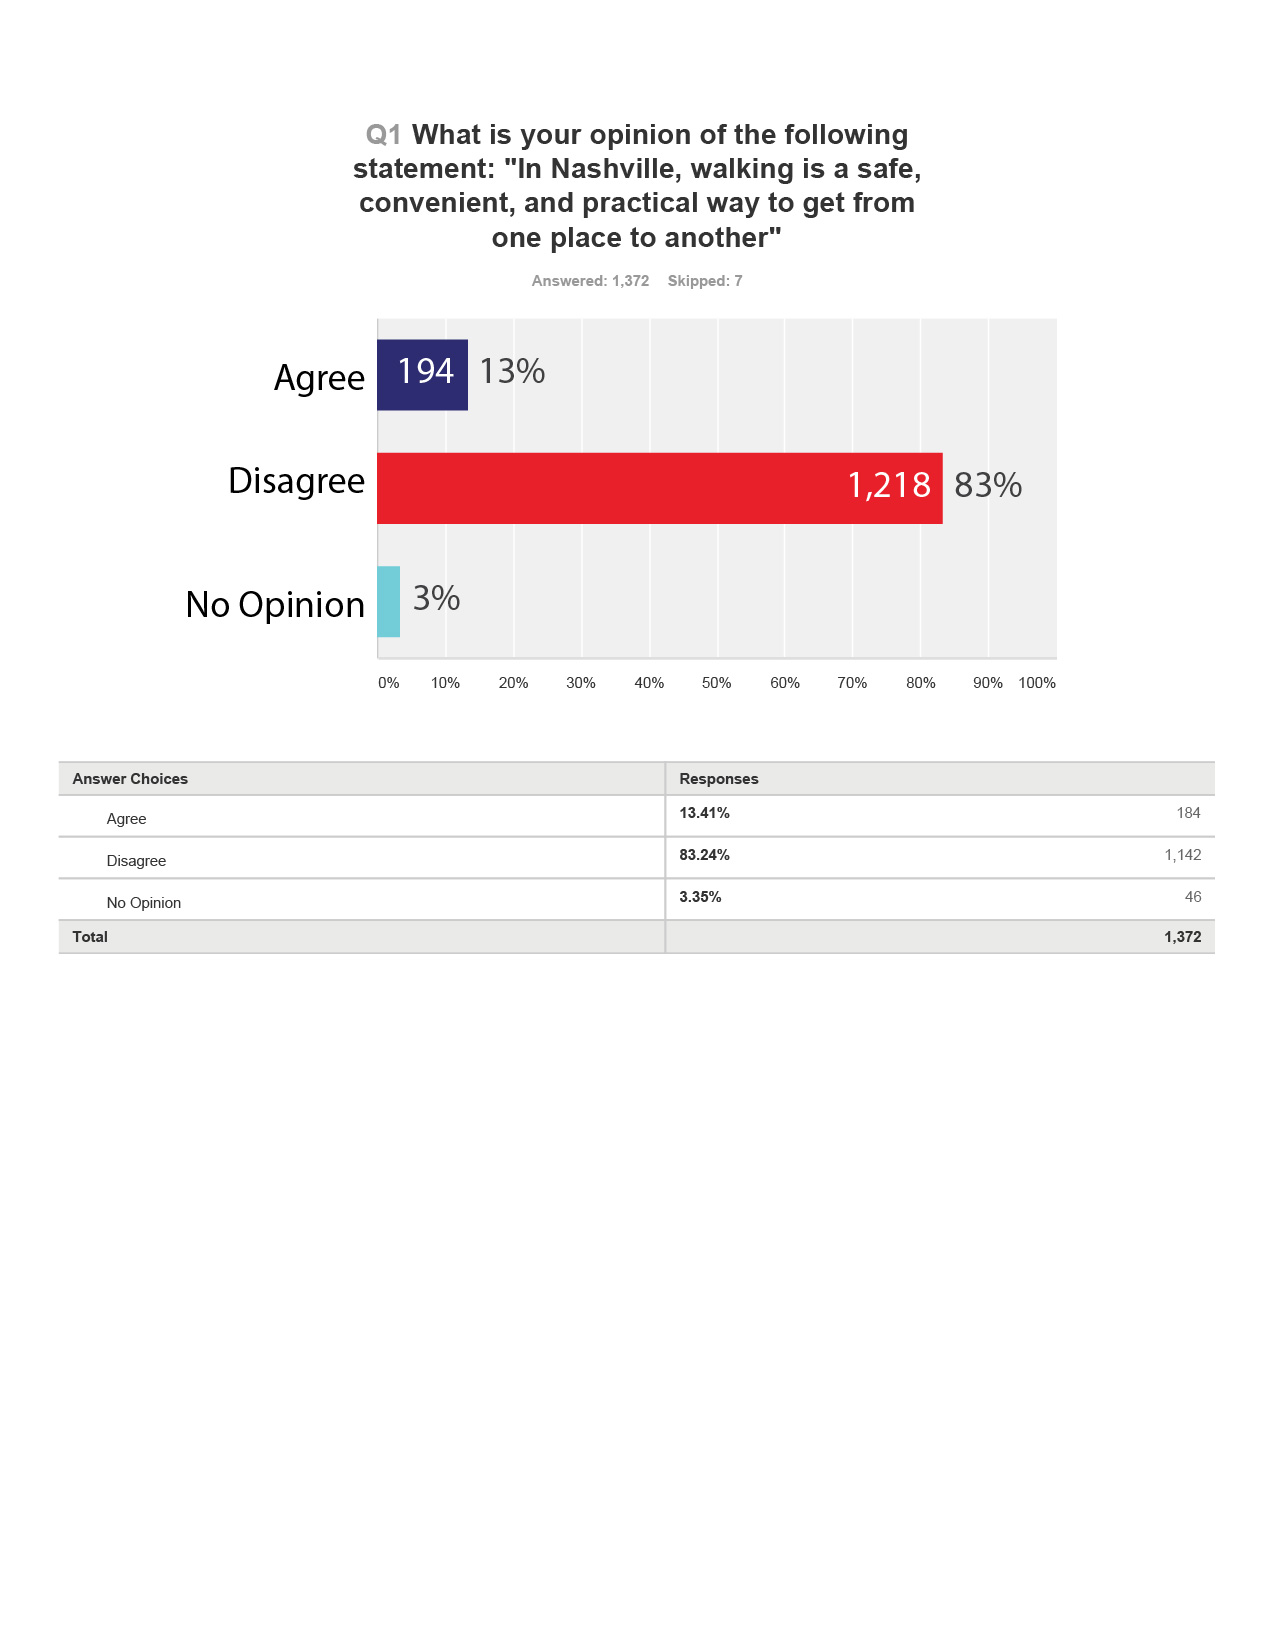 Q1 What is your opinion of the following
statement: "In Nashville, walking is a safe,
convenient, and practical way to get from
one place to another"
Answered: 1,372 Skipped: 7
Agree 194 13%
Disagree 1,218 83%
No Opinion 3%
0% 10% 20% 30% 40% 50% 60% 70% 80% 90% 100%
Answer Choices Responses
Agree 13.41% 184
Disagree 83.24% 1,142
No Opinion 3.35% 46
Total 1,372